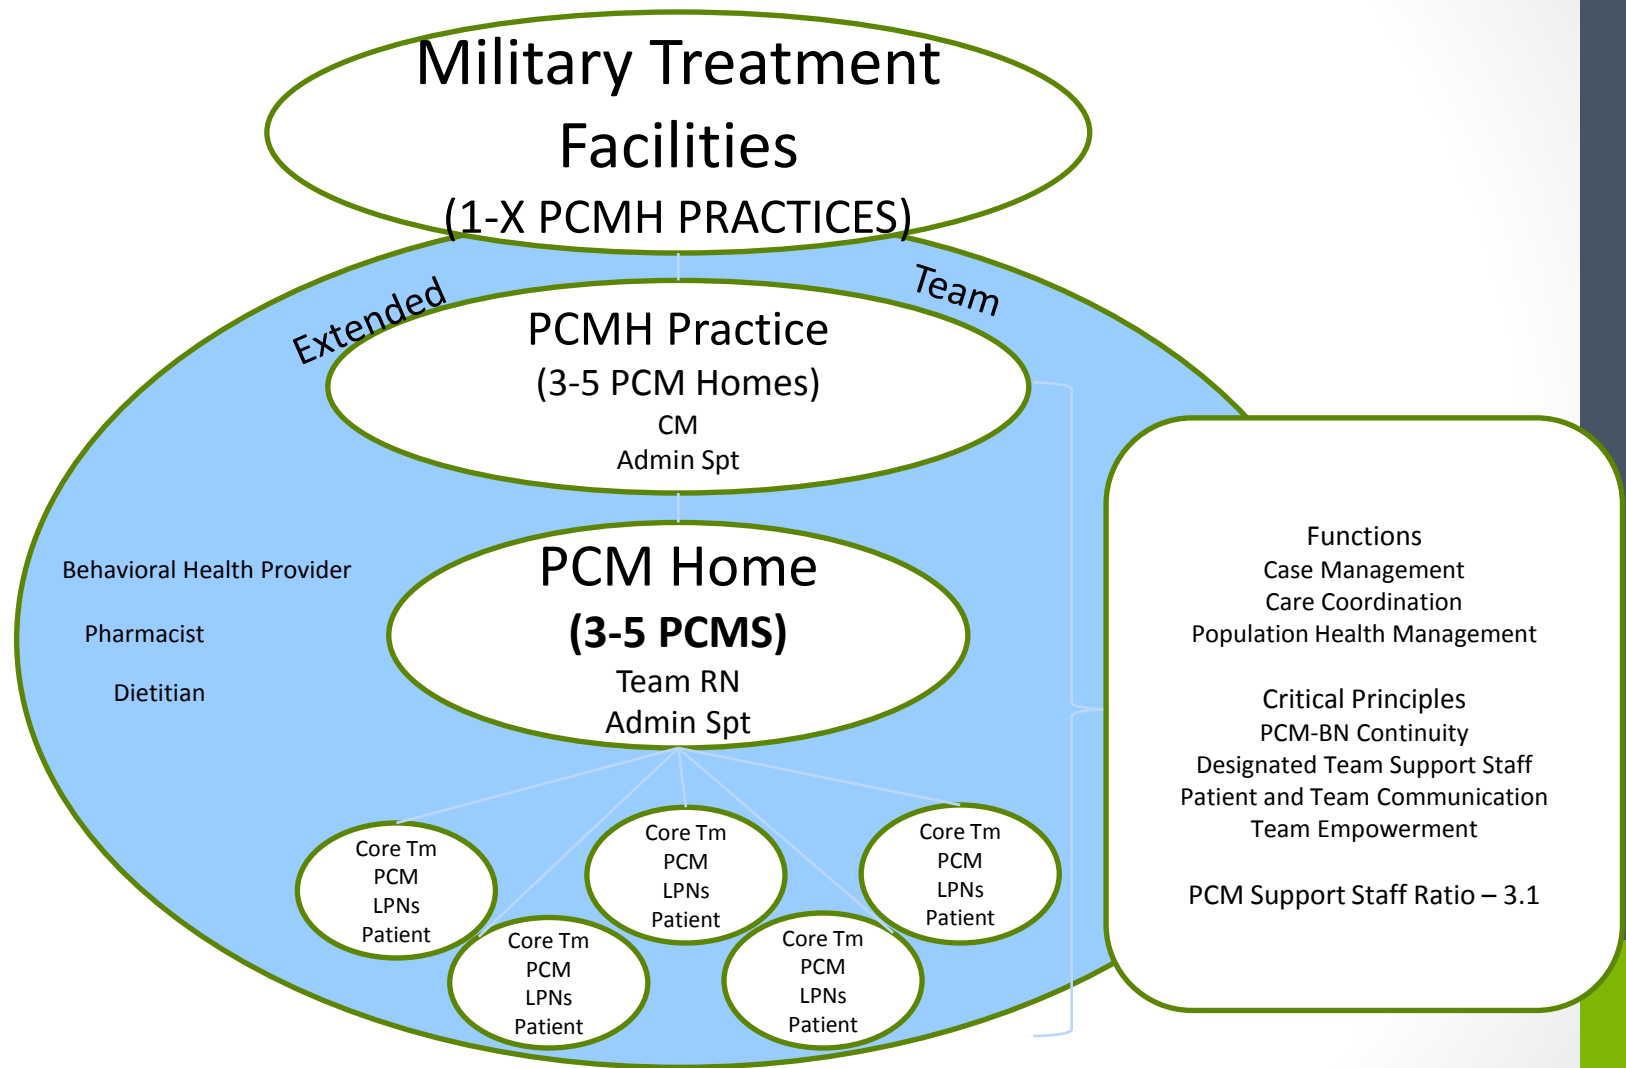 Military Treatment
Facilities
(1-X PCMH PRACTICES)
Extended
Team
PCMH Practice
(3-5 PCM Homes)
CM
Admin Spt
Behavioral Health Provider
Pharmacist
Dietitian
PCM Home
(3-5 PCMS)
Team RN
Admin Spt
Core Tm
PCM
LPNs
Patient
Core Tm
PCM
LPNs
Patient
Core Tm
PCM
LPNs
Patient
Core Tm
PCM
LPNs
Patient
Core Tm
PCM
LPNs
Patient
Functions
Case Management
Care Coordination
Population Health Management
Critical Principles
PCM-BN Continuity
Designated Team Support Staff
Patient and Team Communication
Team Empowerment
PCM Support Staff Ratio – 3.1